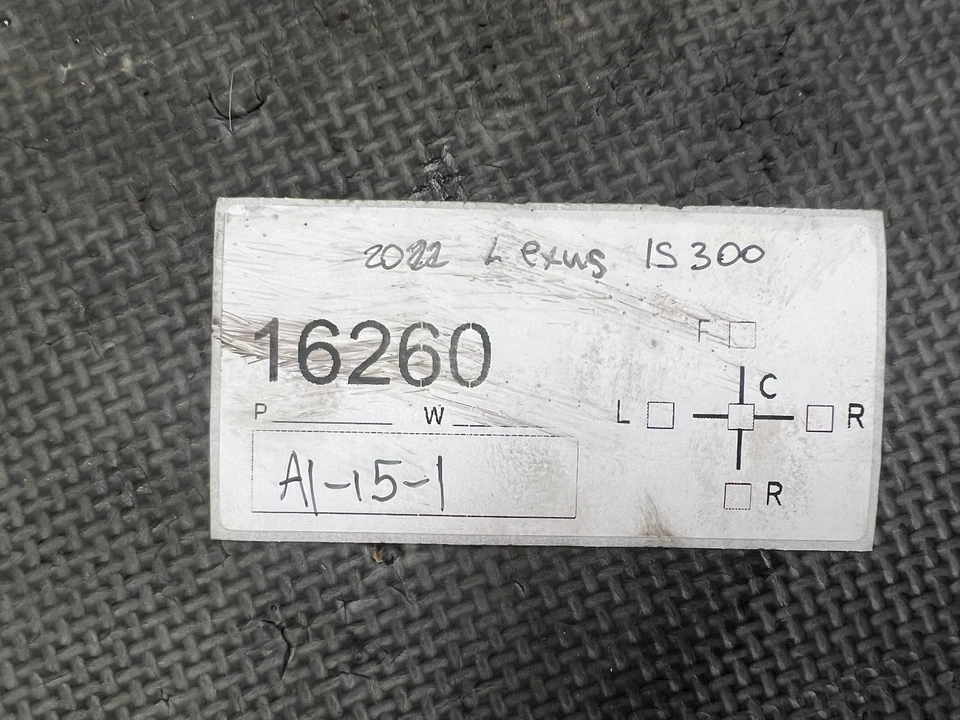 2022 Lexus IS300
16260
F
C
P W
L R
A1-15-1
R